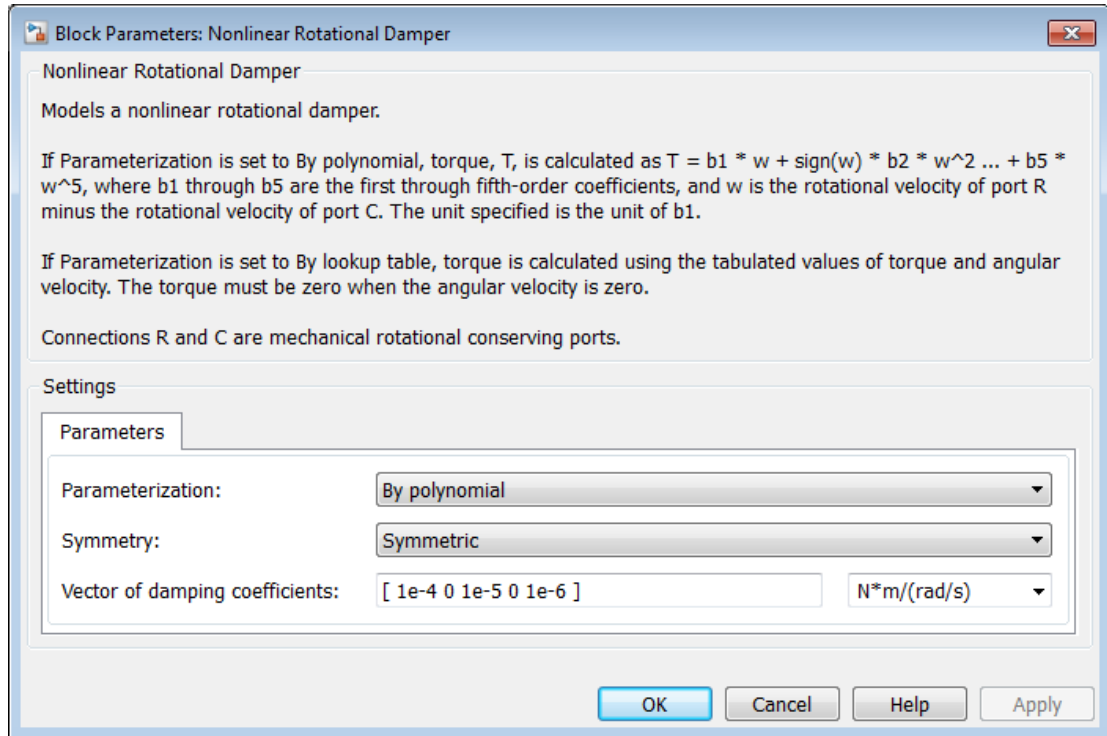 Block Parameters: Nonlinear Rotational Damper
Nonlinear Rotational Damper
Models a nonlinear rotational damper.
If Parameterization is set to By polynomial, torque, T, is calculated as T = b1 * w + sign(w) * b2 * w^2 ... + b5 *
w^5, where b1 through b5 are the first through fifth-order coefficients, and w is the rotational velocity of port R
minus the rotational velocity of port C. The unit specified is the unit of b1.
If Parameterization is set to By lookup table, torque is calculated using the tabulated values of torque and angular
velocity. The torque must be zero when the angular velocity is zero.
Connections R and C are mechanical rotational conserving ports.
Settings
Parameters
Parameterization: By polynomial
Symmetry: Symmetric
Vector of damping coefficients: [ 1e-4 0 1e-5 0 1e-6 ] N*m/(rad/s)
OK Cancel Help Apply